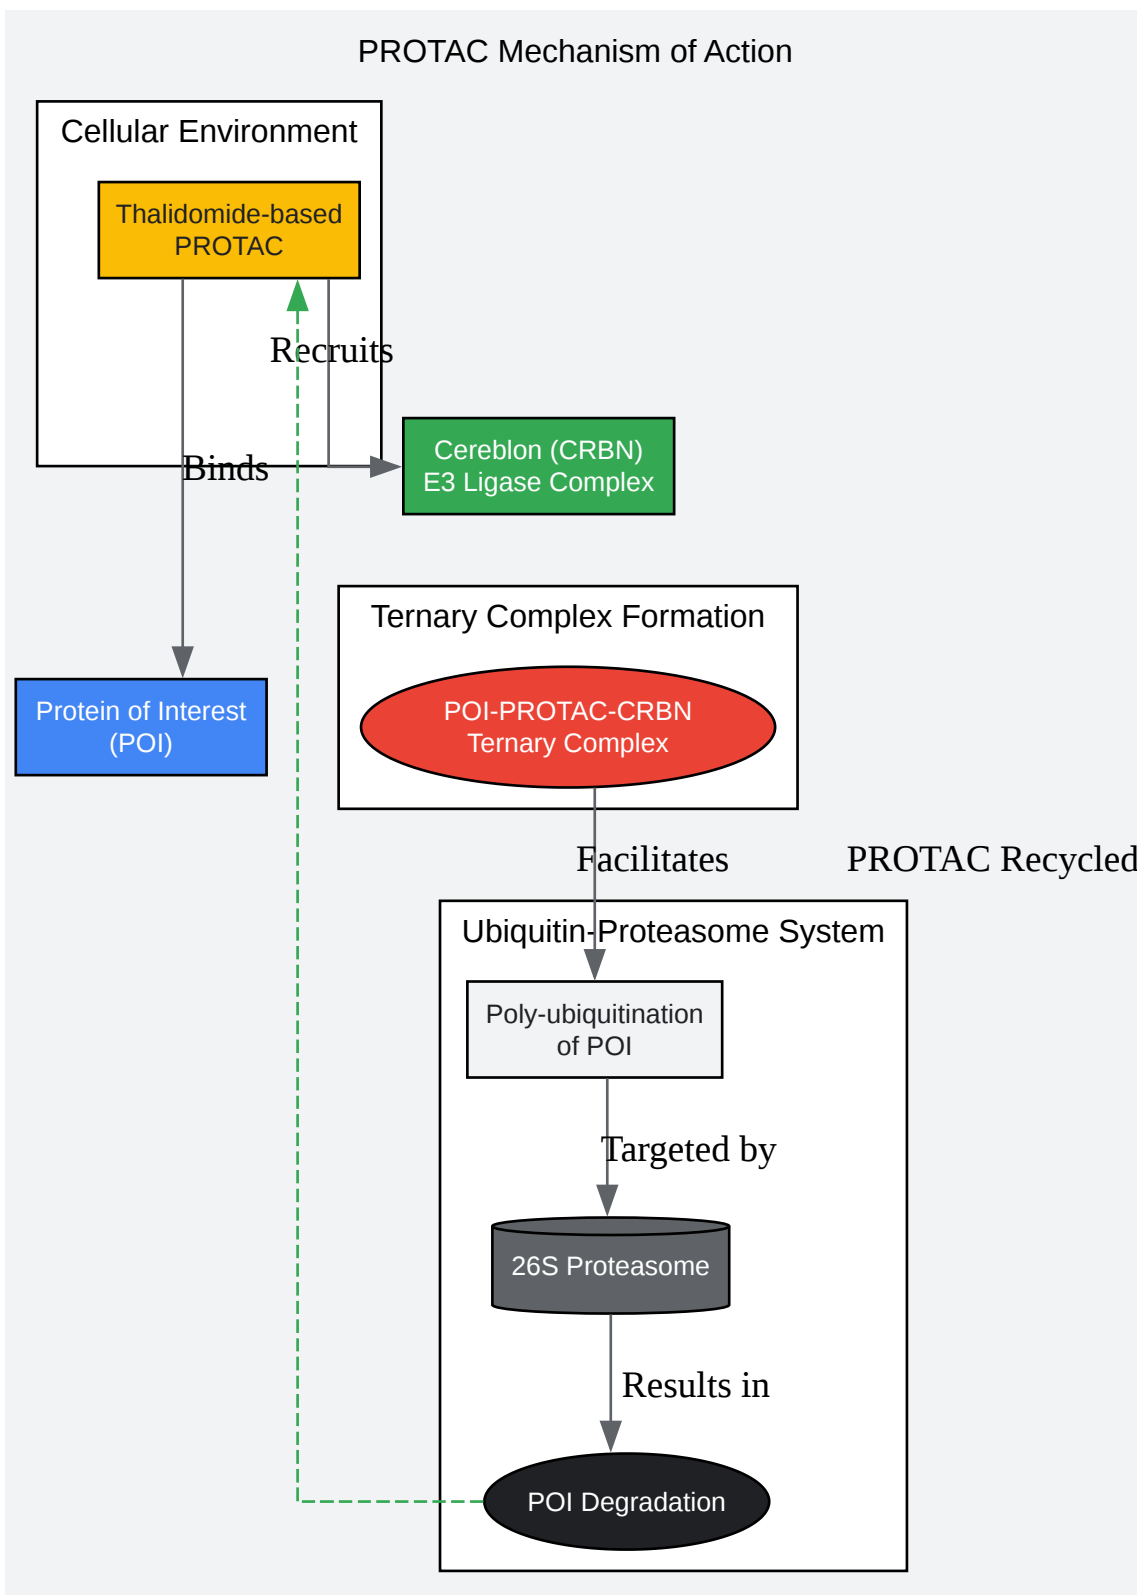 PROTAC Mechanism of Action
Cellular Environment
Thalidomide-based
PROTAC
Recruits
Binds
Cereblon (CRBN)
E3 Ligase Complex
Ternary Complex Formation
POI-PROTAC-CRBN
Ternary Complex
Protein of Interest
(POI)
Facilitates
PROTAC Recycled
Ubiquitin-Proteasome System
Poly-ubiquitination
of POI
Targeted by
26S Proteasome
Results in
POI Degradation